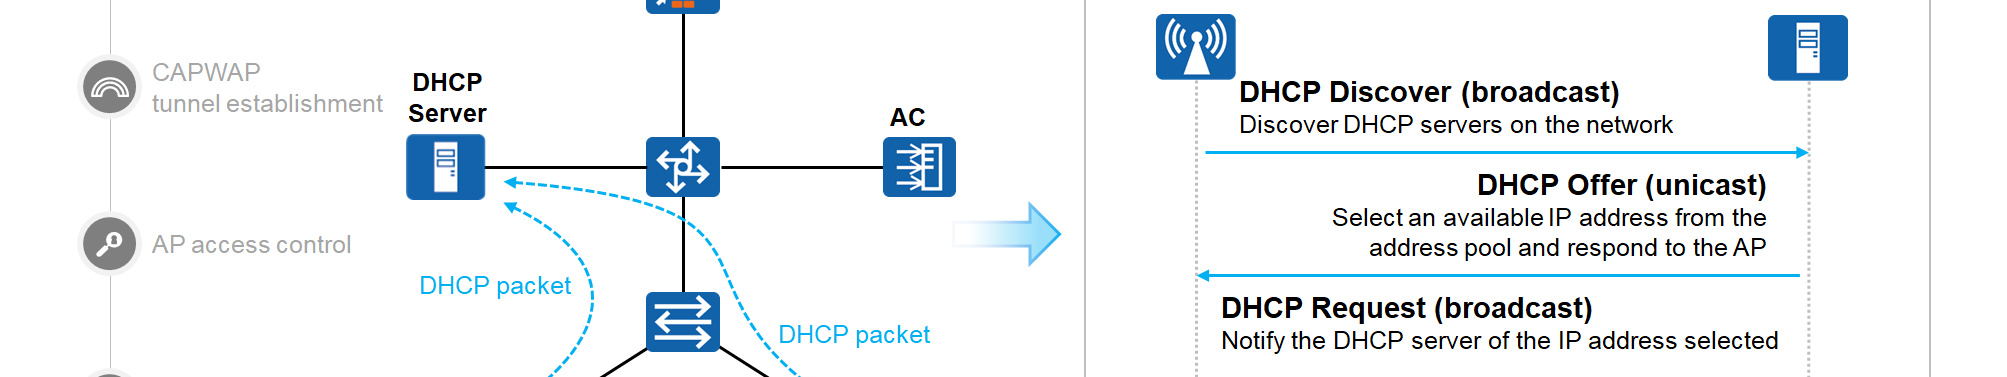 CAPWAP
tunnel establishment
AP access control
DHCP
Server
AC
DHCP packet
DHCP packet
DHCP Discover (broadcast)
Discover DHCP servers on the network
DHCP Offer (unicast)
Select an available IP address from the
address pool and respond to the AP
DHCP Request (broadcast)
Notify the DHCP server of the IP address selected